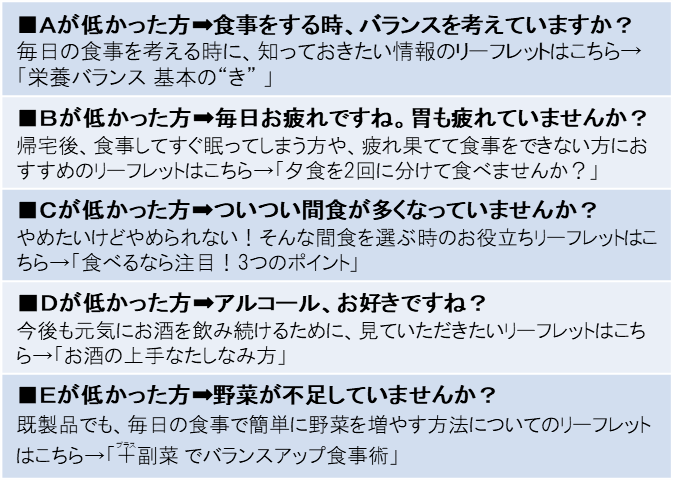 ■Ａが低かった方➡食事をする時、バランスを考えていますか？
毎日の食事を考える時に、知っておきたい情報のリーフレットはこちら→
「栄養バランス 基本の“き” 」
■Ｂが低かった方➡毎日お疲れですね。胃も疲れていませんか？
帰宅後、食事してすぐ眠ってしまう方や、疲れ果てて食事をできない方にお
すすめのリーフレットはこちら→「夕食を2回に分けて食べませんか？」
■Ｃが低かった方➡ついつい間食が多くなっていませんか？
やめたいけどやめられない！そんな間食を選ぶ時のお役立ちリーフレットはこ
ちら→「食べるなら注目！3つのポイント」
■Ｄが低かった方➡アルコール、お好きですね？
今後も元気にお酒を飲み続けるために、見ていただきたいリーフレットはこち
ら→「お酒の上手なたしなみ方」
■Ｅが低かった方➡野菜が不足していませんか？
既製品でも、毎日の食事で簡単に野菜を増やす方法についてのリーフレット
プラス
はこちら→「十副菜 でバランスアップ食事術」